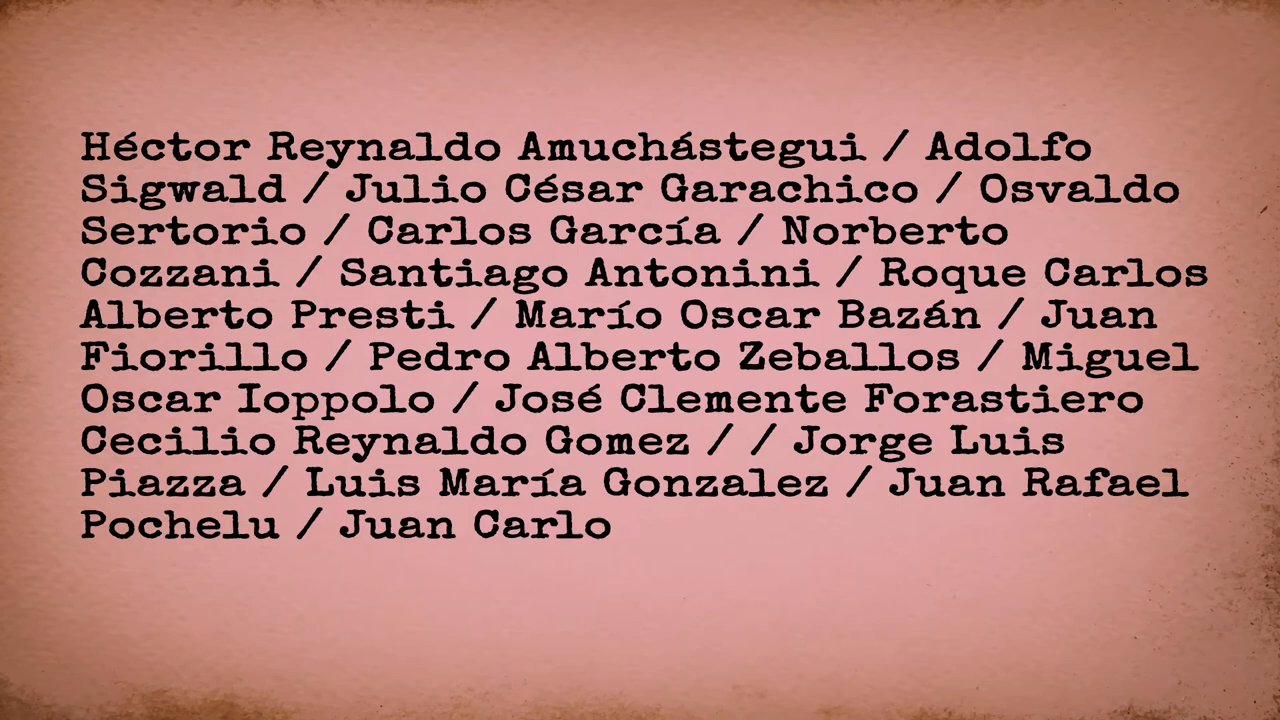 Héctor Reynaldo Amuchástegui / Adolfo
Sigwald / Julio César Garachico / Osvaldo
Sertorio / Carlos García / Norberto
Cozzani / Santiago Antonini / Roque Carlos
Alberto Presti / Marío Oscar Bazán / Juan
Fiorillo / Pedro Alberto Zeballos / Miguel
Oscar Ioppolo / José Clemente Forastiero
Cecilio Reynaldo Gomez / / Jorge Luis
Piazza / Luis María Gonzalez / Juan Rafael
Pochelu / Juan Carlo